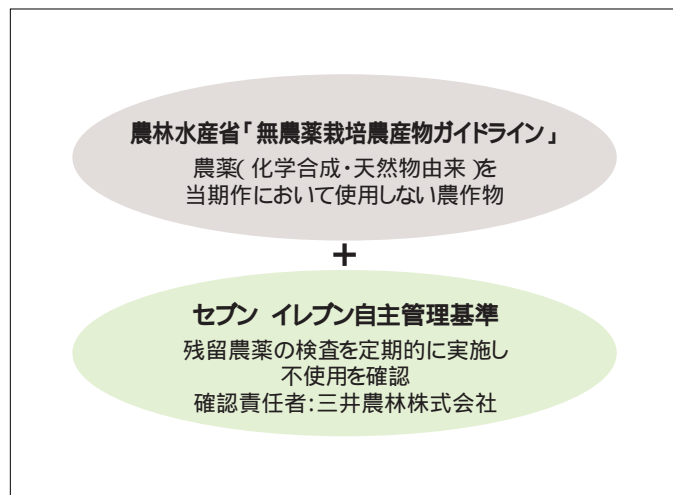 農林水産省「無農薬栽培農産物ガイドライン」
農薬(化学合成・天然物由来)を
当期作において使用しない農作物
+
セブン イレブン自主管理基準
残留農薬の検査を定期的に実施し
不使用を確認
確認責任者:三井農林株式会社